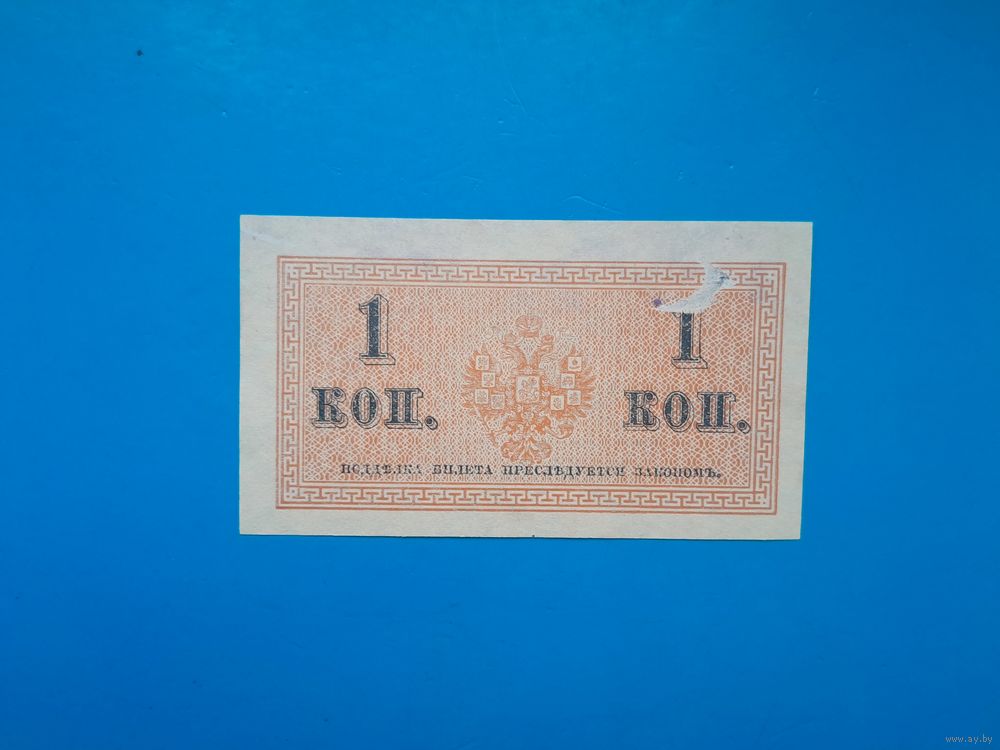 1 1
КОП. КОП.
ПОДДѢЛКА БИЛЕТА ПРЕСЛѢДУЕТСЯ ЗАКОНОМЪ.
www.ay.by